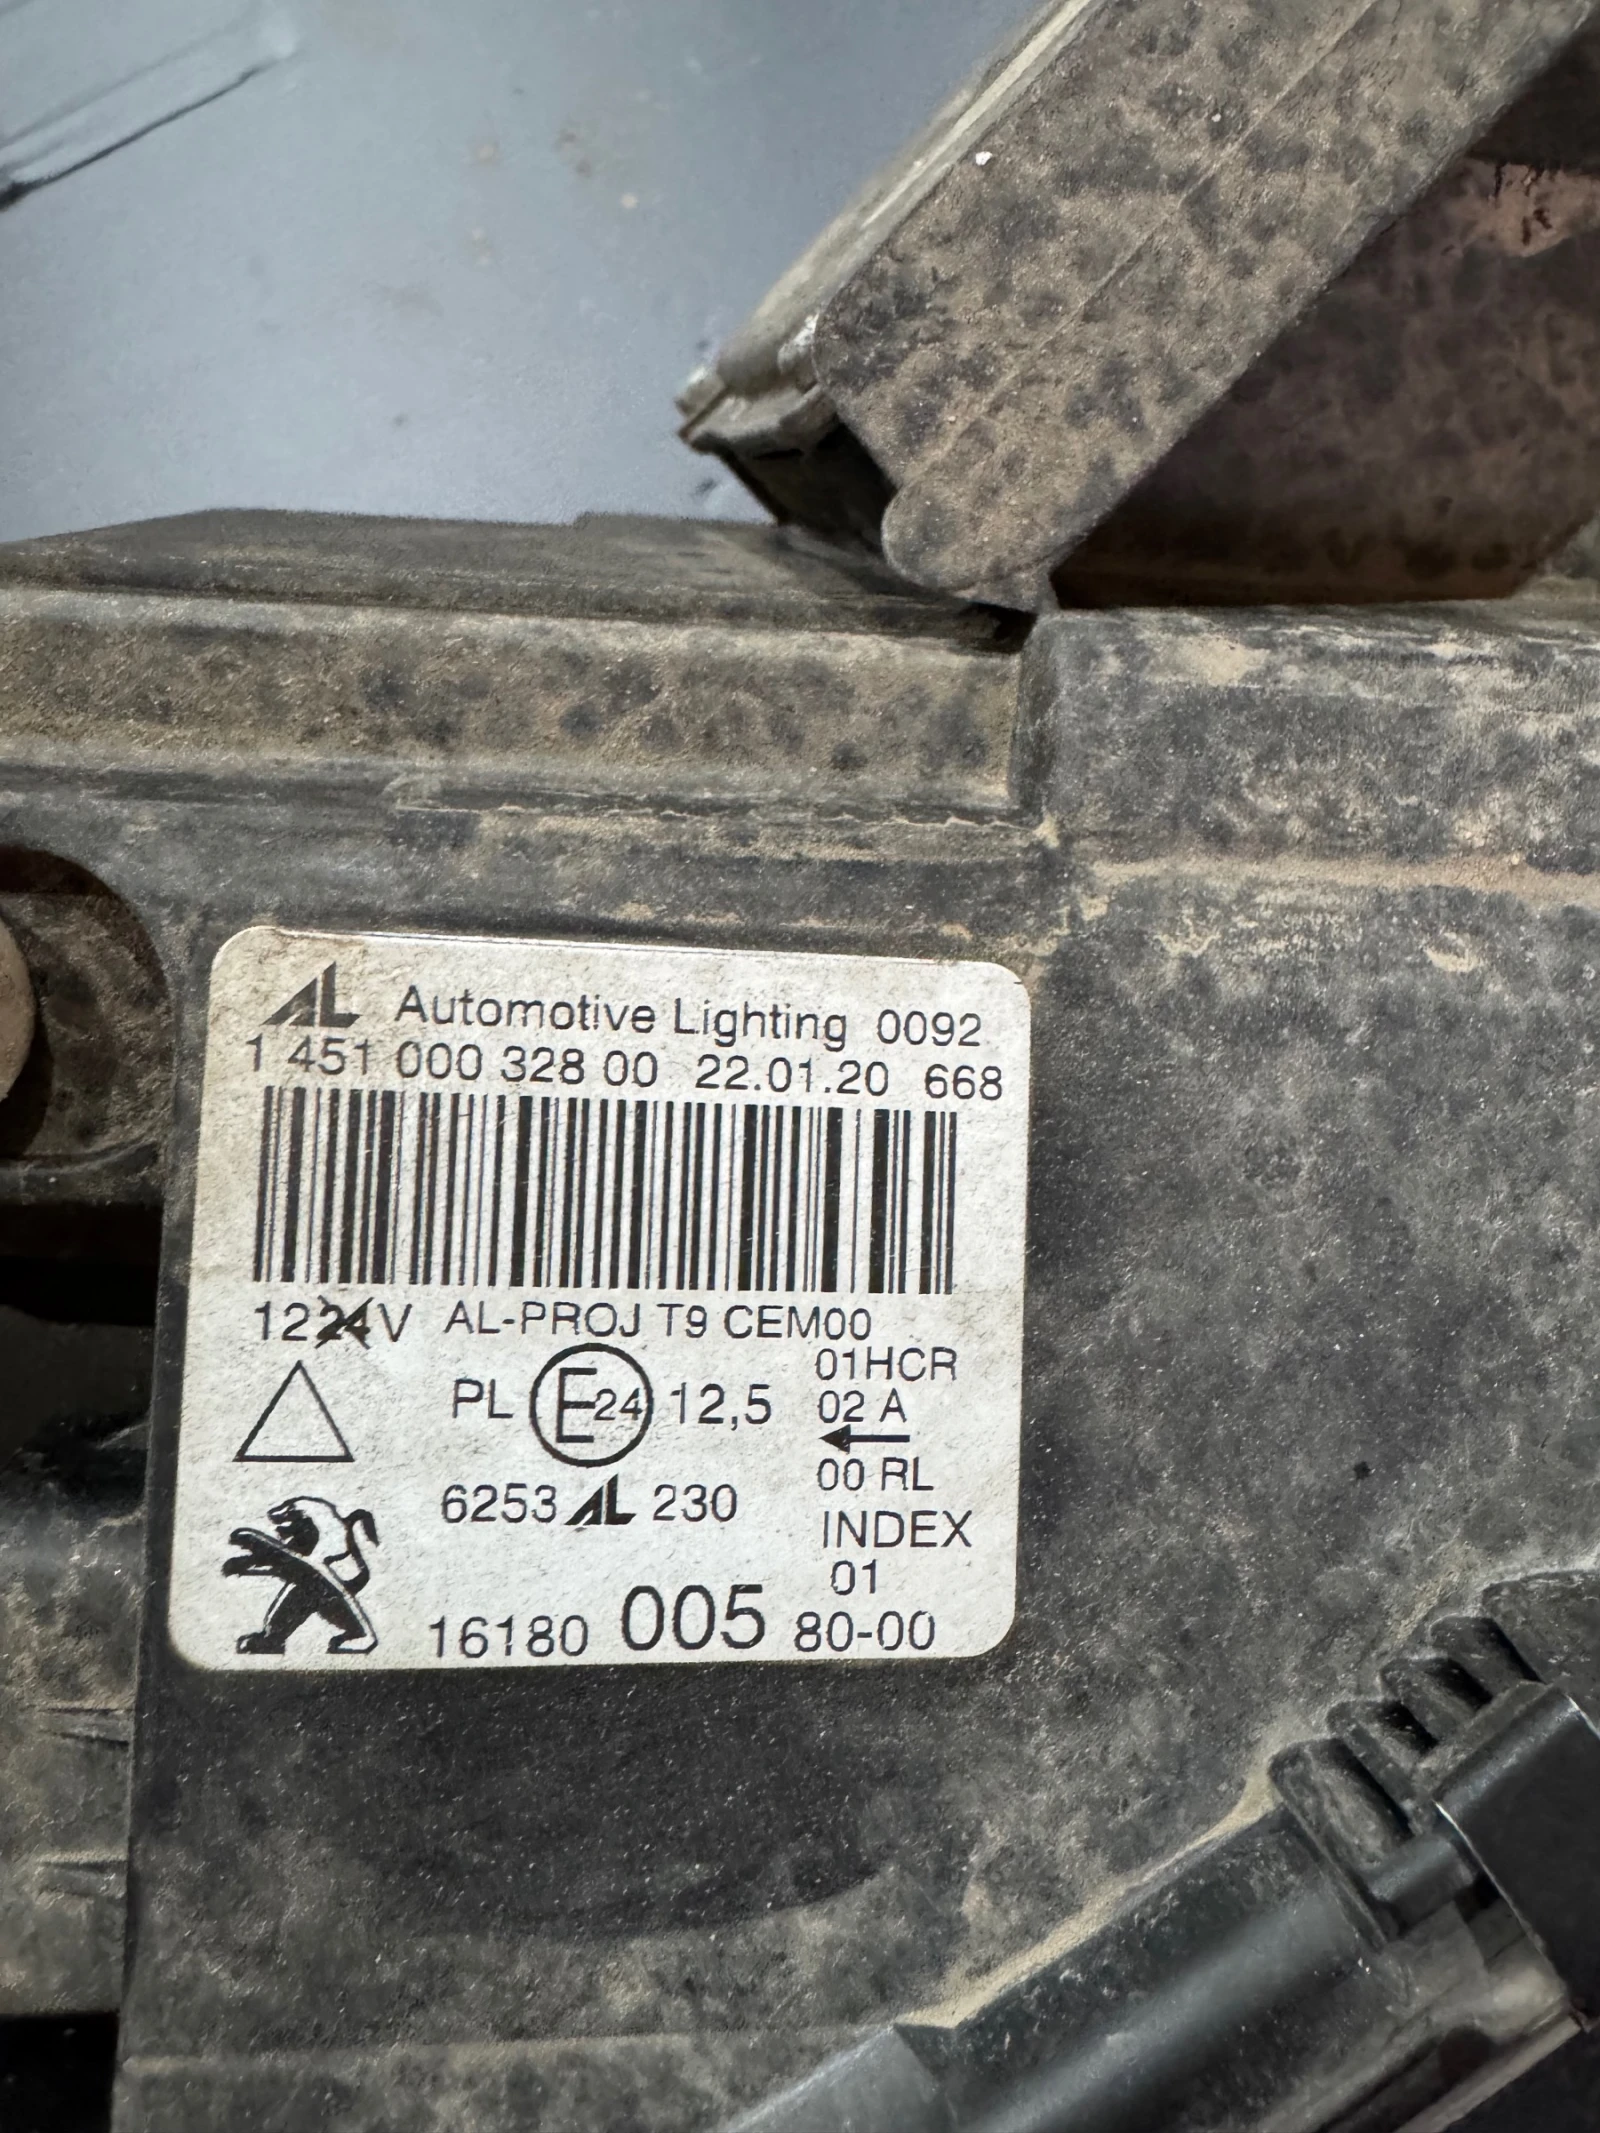 AL Automotive Lighting 0092
1 451 000 328 00 22.01.20 668
1224V AL-PROJ T9 CEM00
01HCR
PL E24 12,5 02 A
00 RL
6253 AL 230
INDEX
01
16180 005 80-00